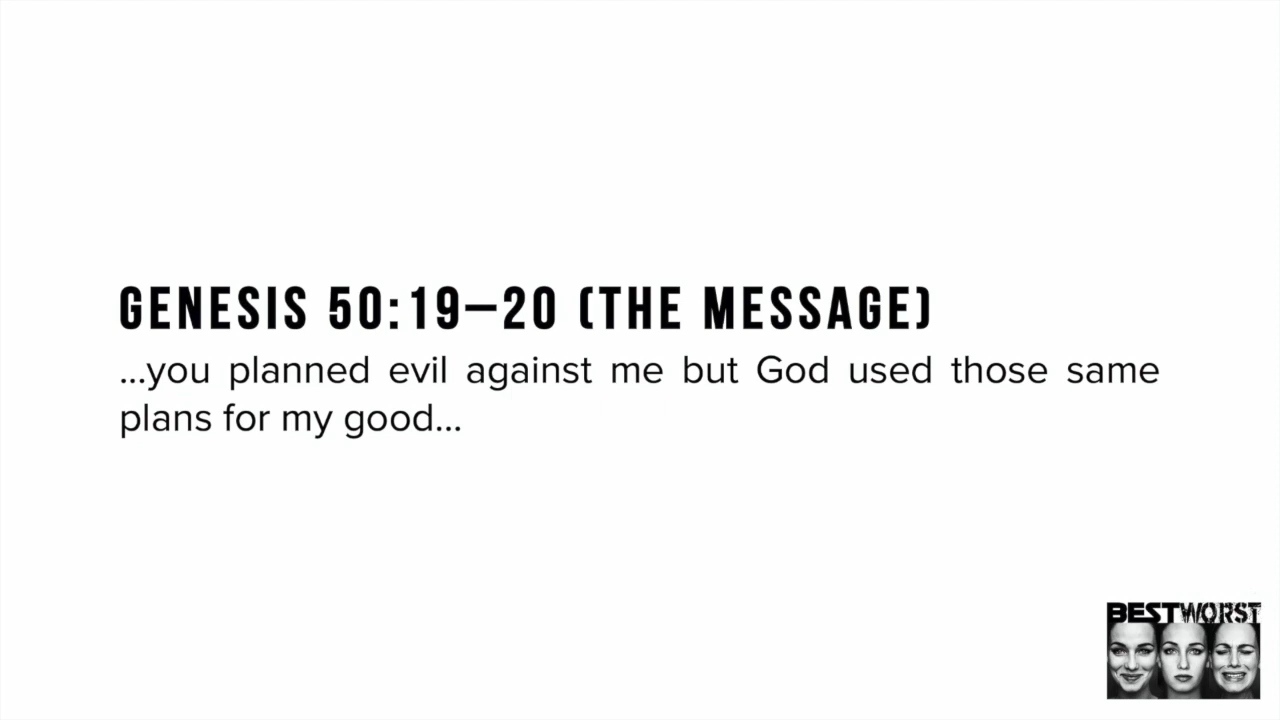 GENESIS 50:19–20 (THE MESSAGE)
...you planned evil against me but God used those same
plans for my good...
BESTWORST